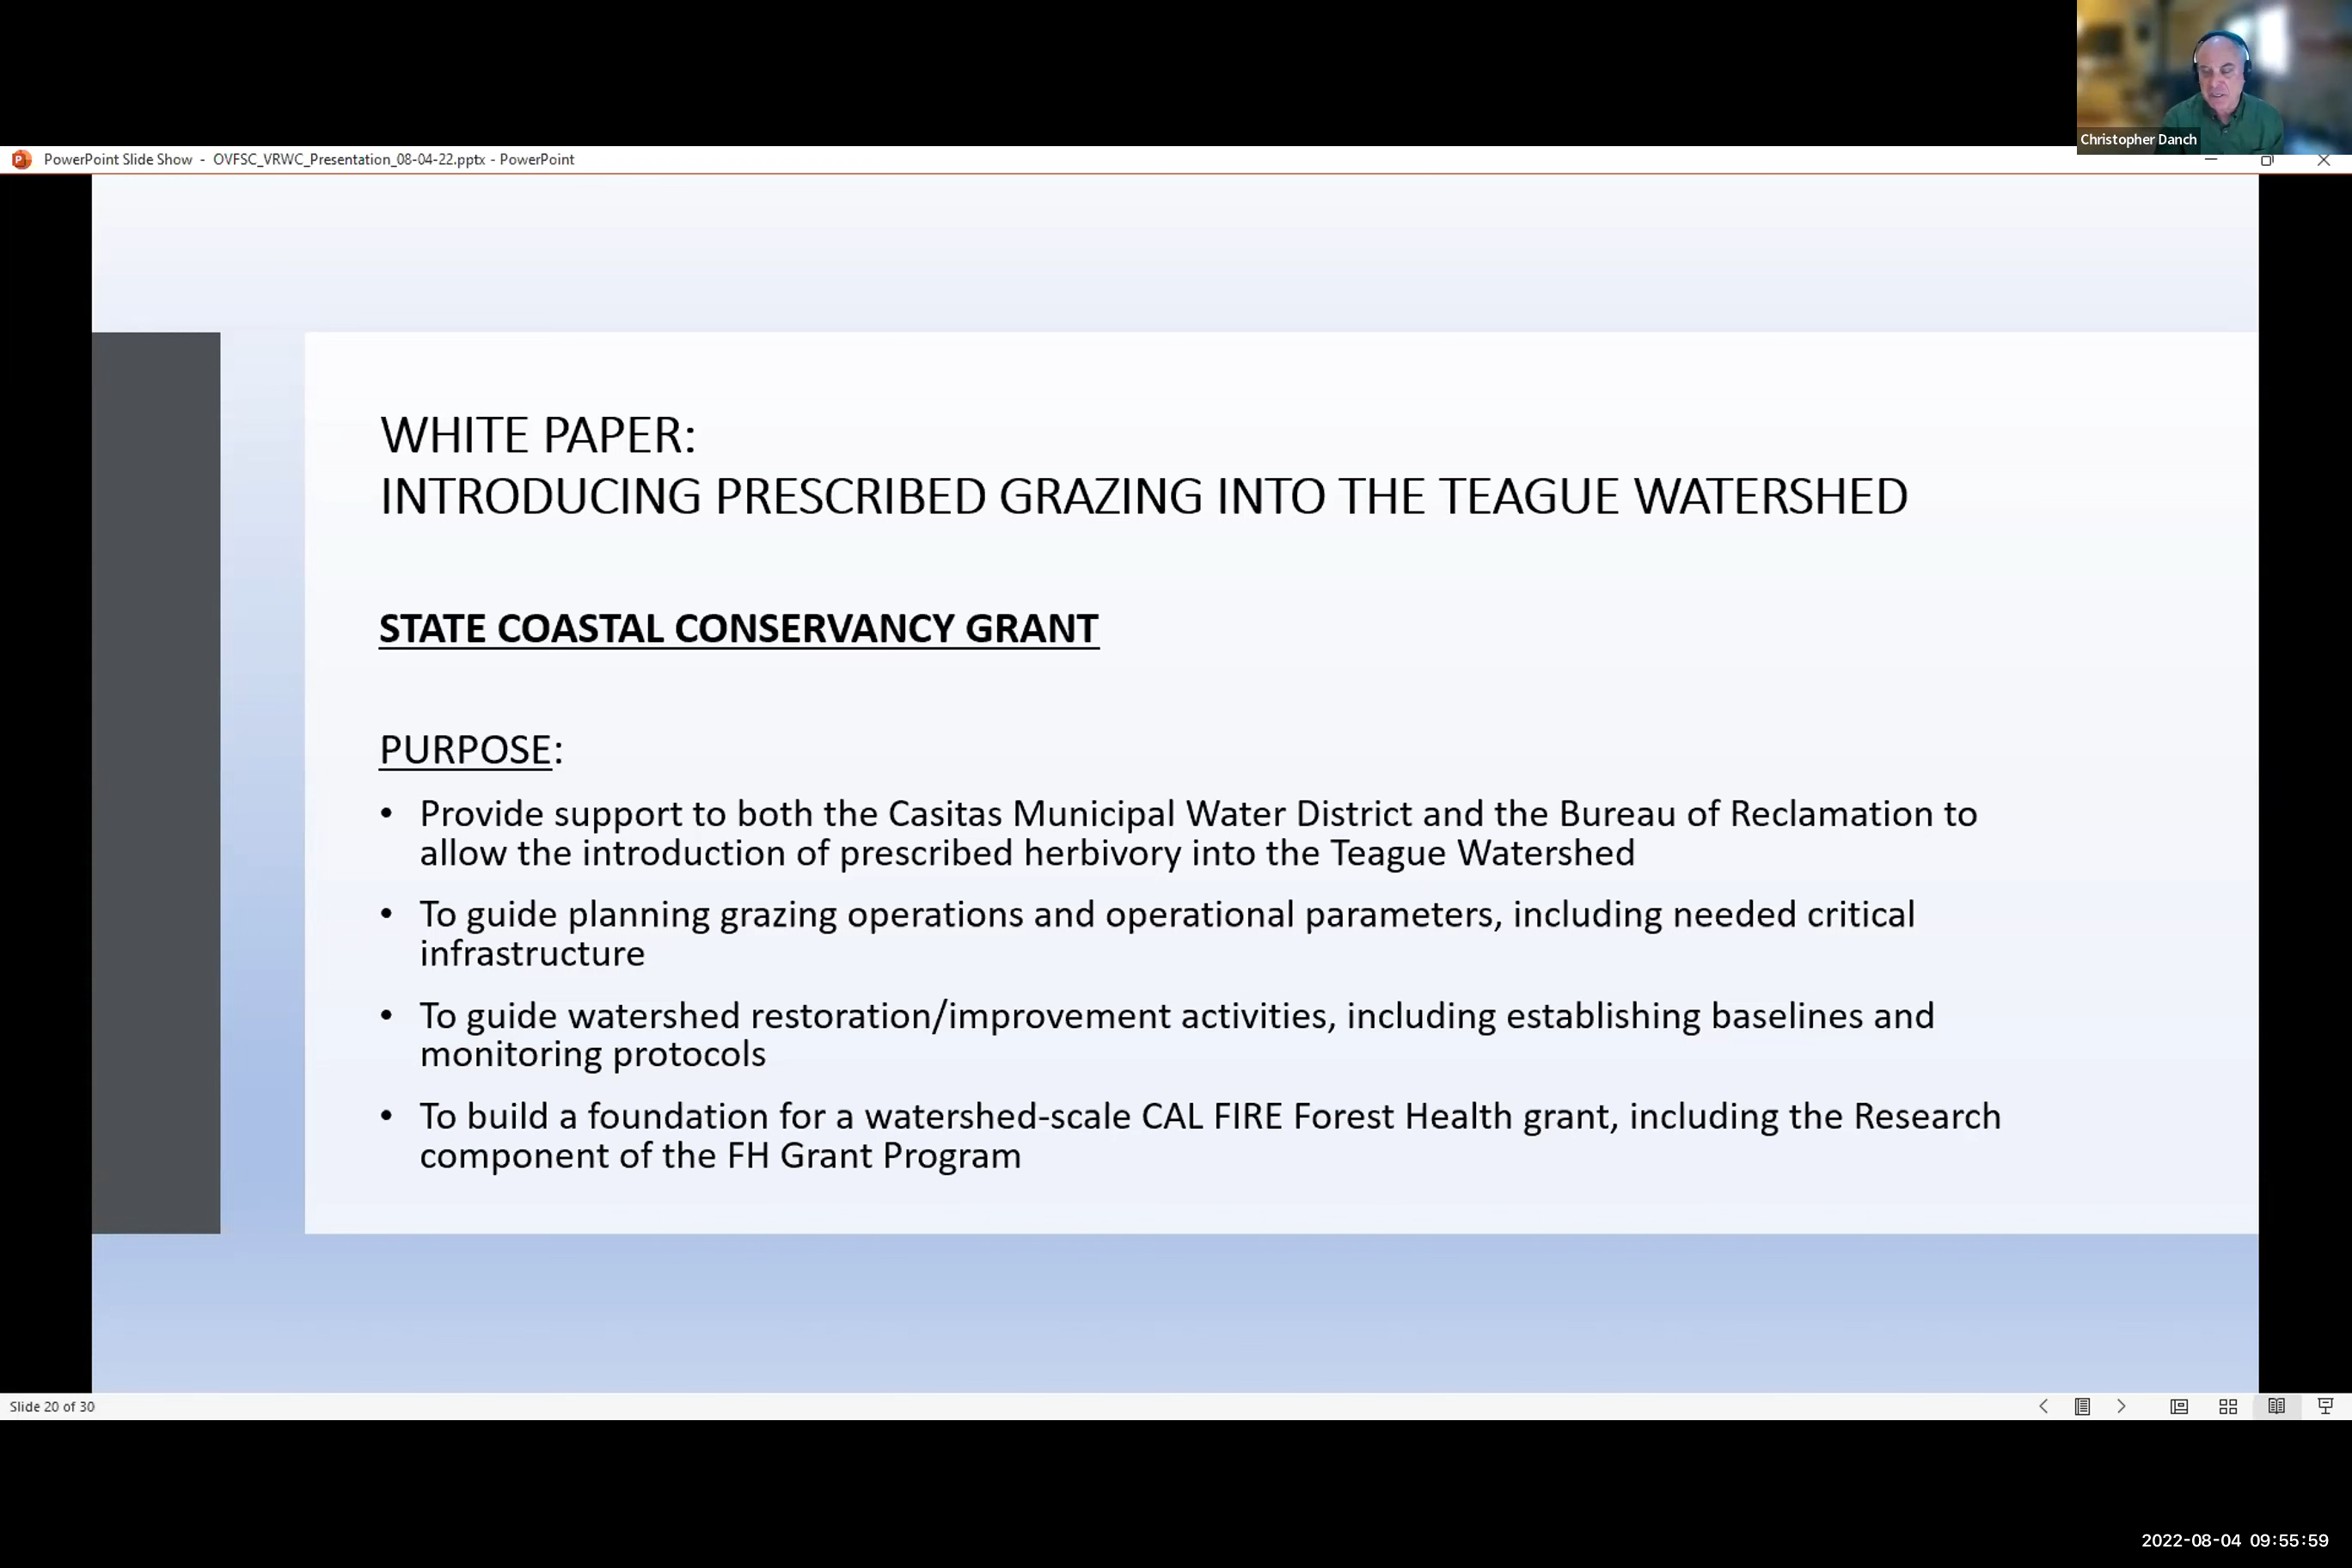 Christopher Danch
PowerPoint Slide Show - OVFSC_VRWC_Presentation_08-04-22.pptx - PowerPoint
WHITE PAPER:
INTRODUCING PRESCRIBED GRAZING INTO THE TEAGUE WATERSHED
STATE COASTAL CONSERVANCY GRANT
PURPOSE:
• Provide support to both the Casitas Municipal Water District and the Bureau of Reclamation to
allow the introduction of prescribed herbivory into the Teague Watershed
• To guide planning grazing operations and operational parameters, including needed critical
infrastructure
• To guide watershed restoration/improvement activities, including establishing baselines and
monitoring protocols
• To build a foundation for a watershed-scale CAL FIRE Forest Health grant, including the Research
component of the FH Grant Program
Slide 20 of 30
2022-08-04 09:55:59